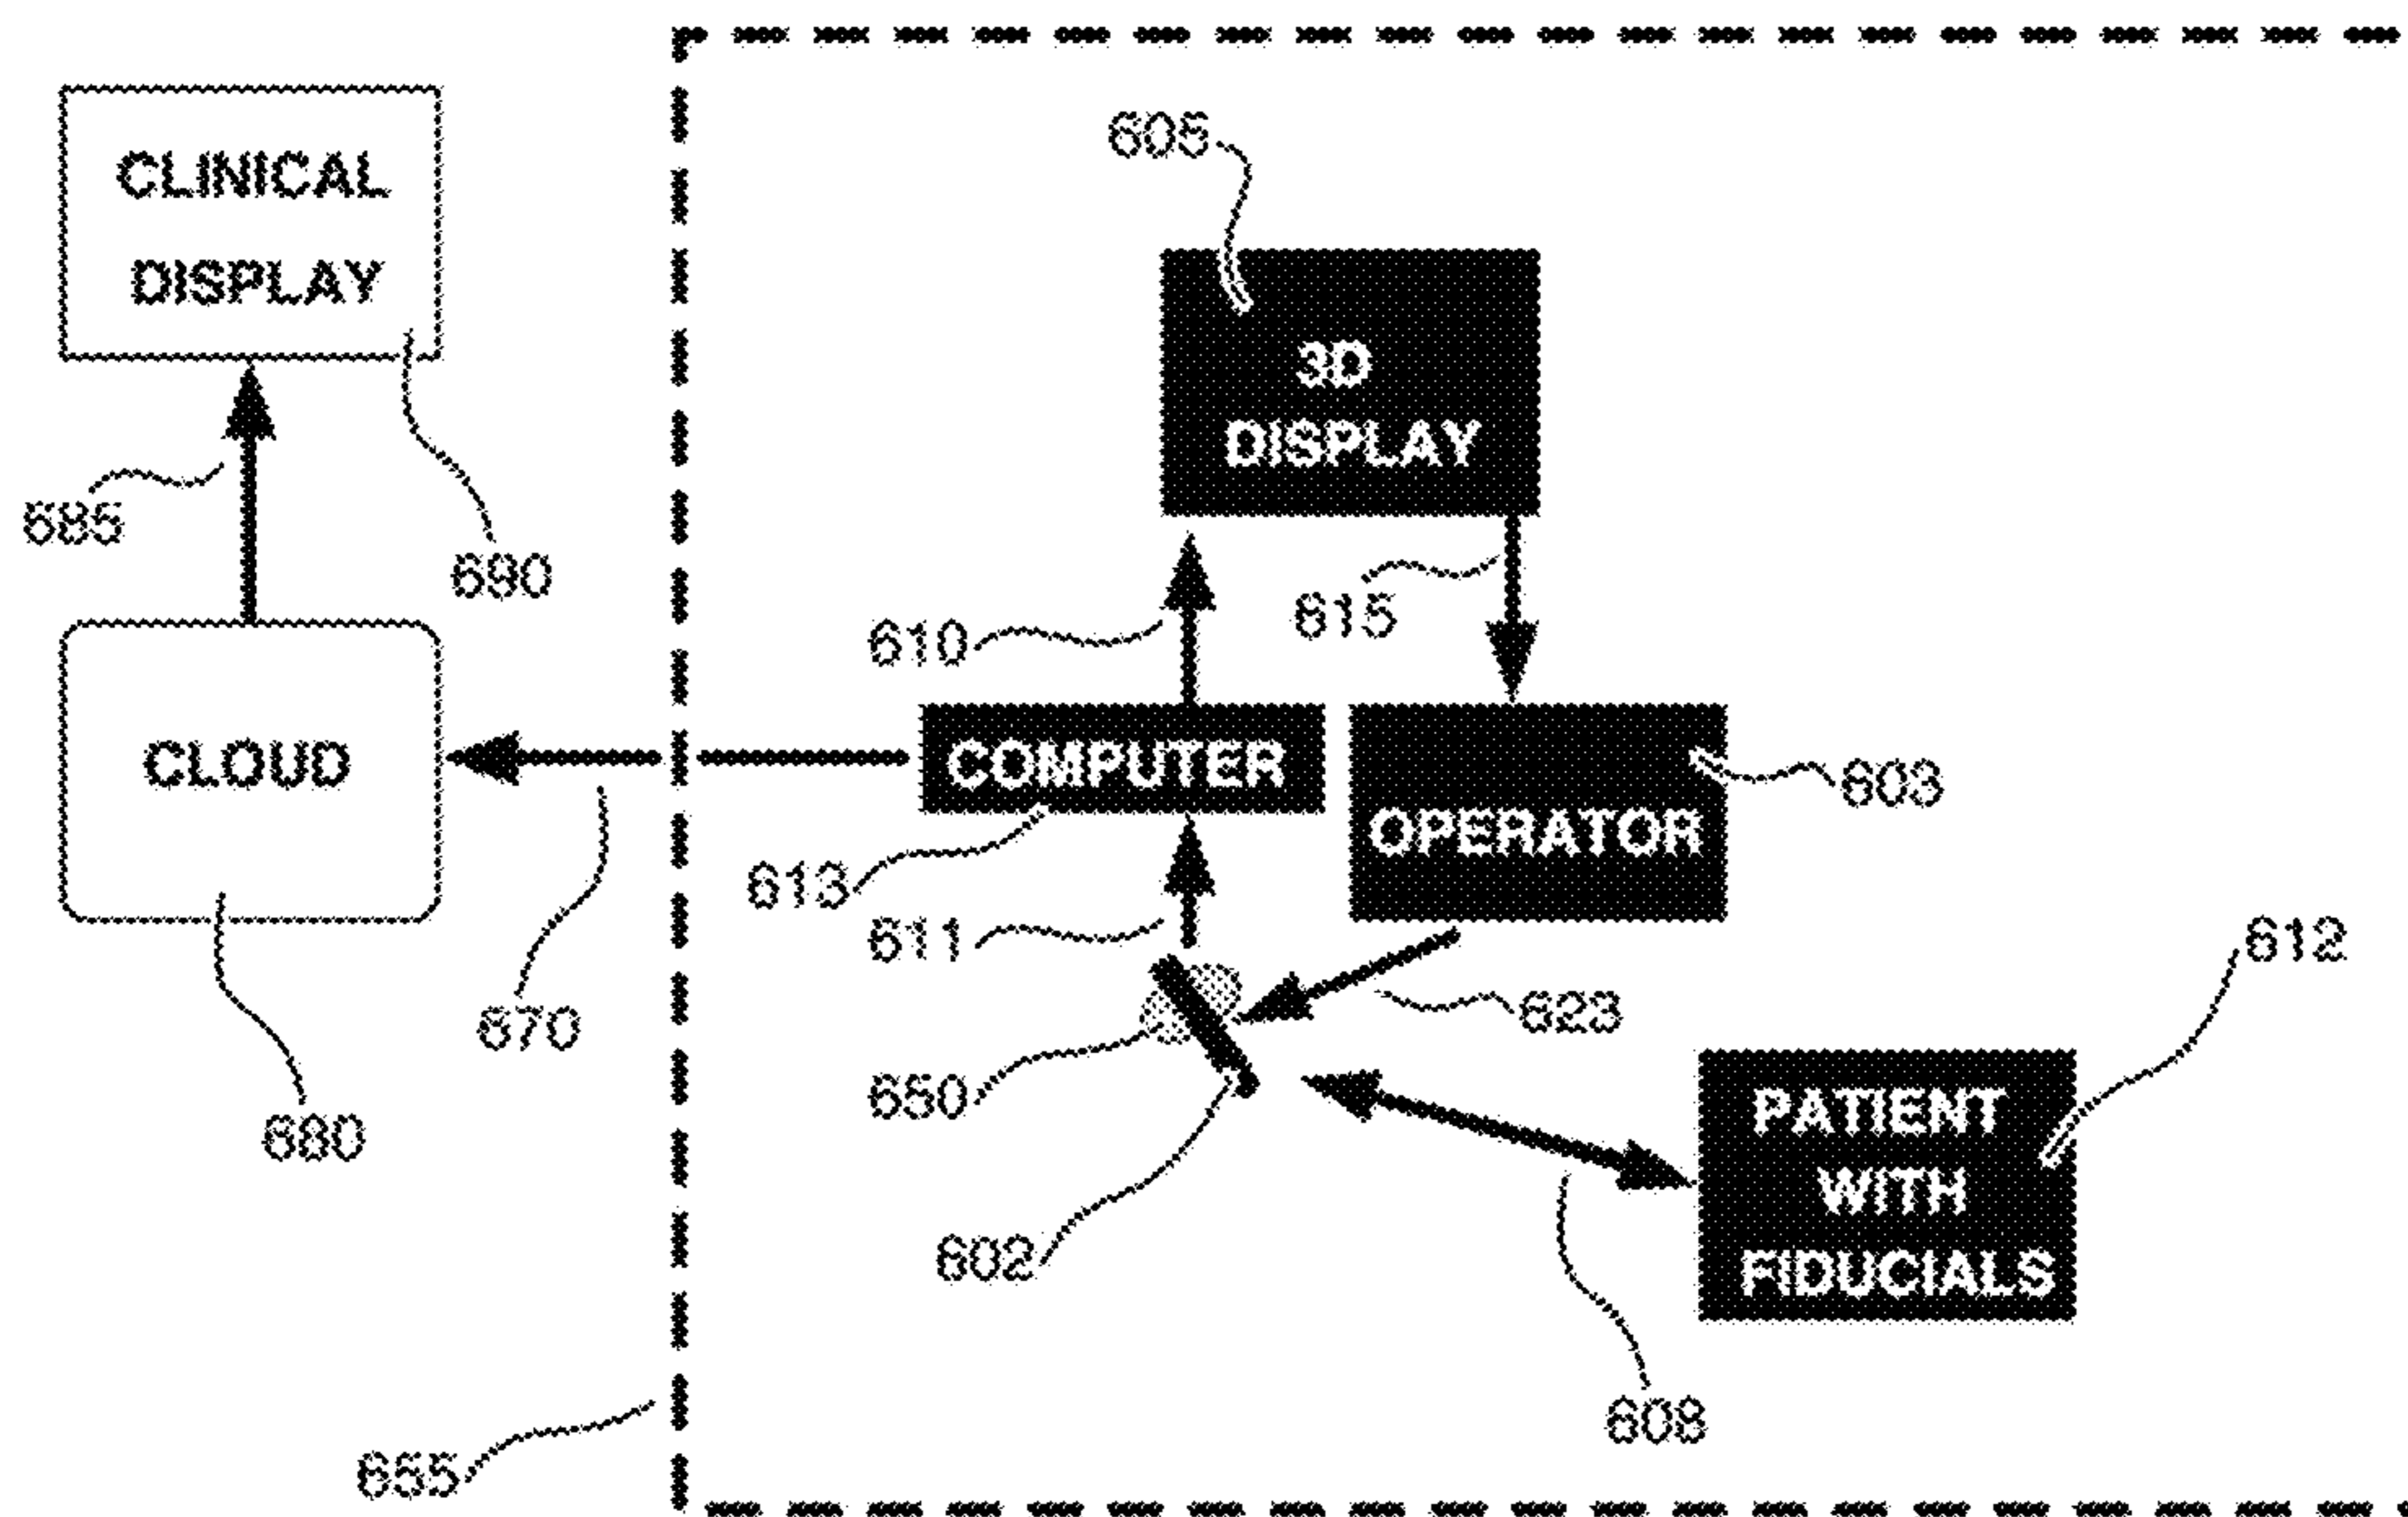 CLINICAL
DISPLAY
685
690
CLOUD
670
680
655
605
3D
DISPLAY
610
615
COMPUTER
613
OPERATOR
603
611
623
650
602
612
PATIENT
WITH
FIDUCIALS
608